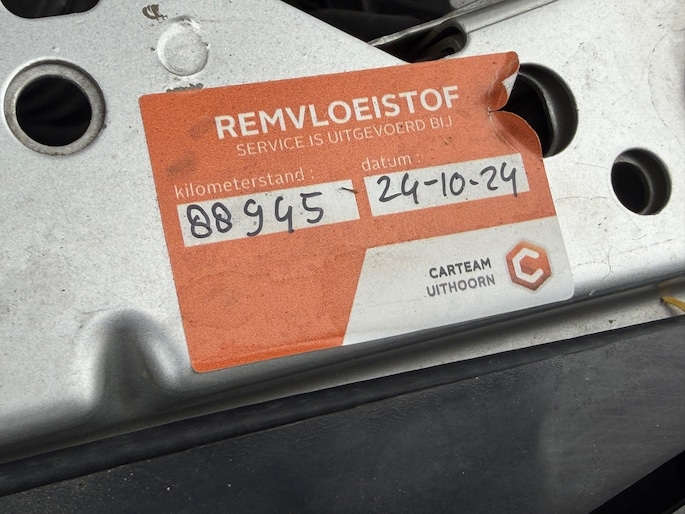 REMVLOEISTOF
SERVICE IS UITGEVOERD BIJ
kilometerstand :
datum :
88945
24-10-24
CARTEAM
UITHOORN